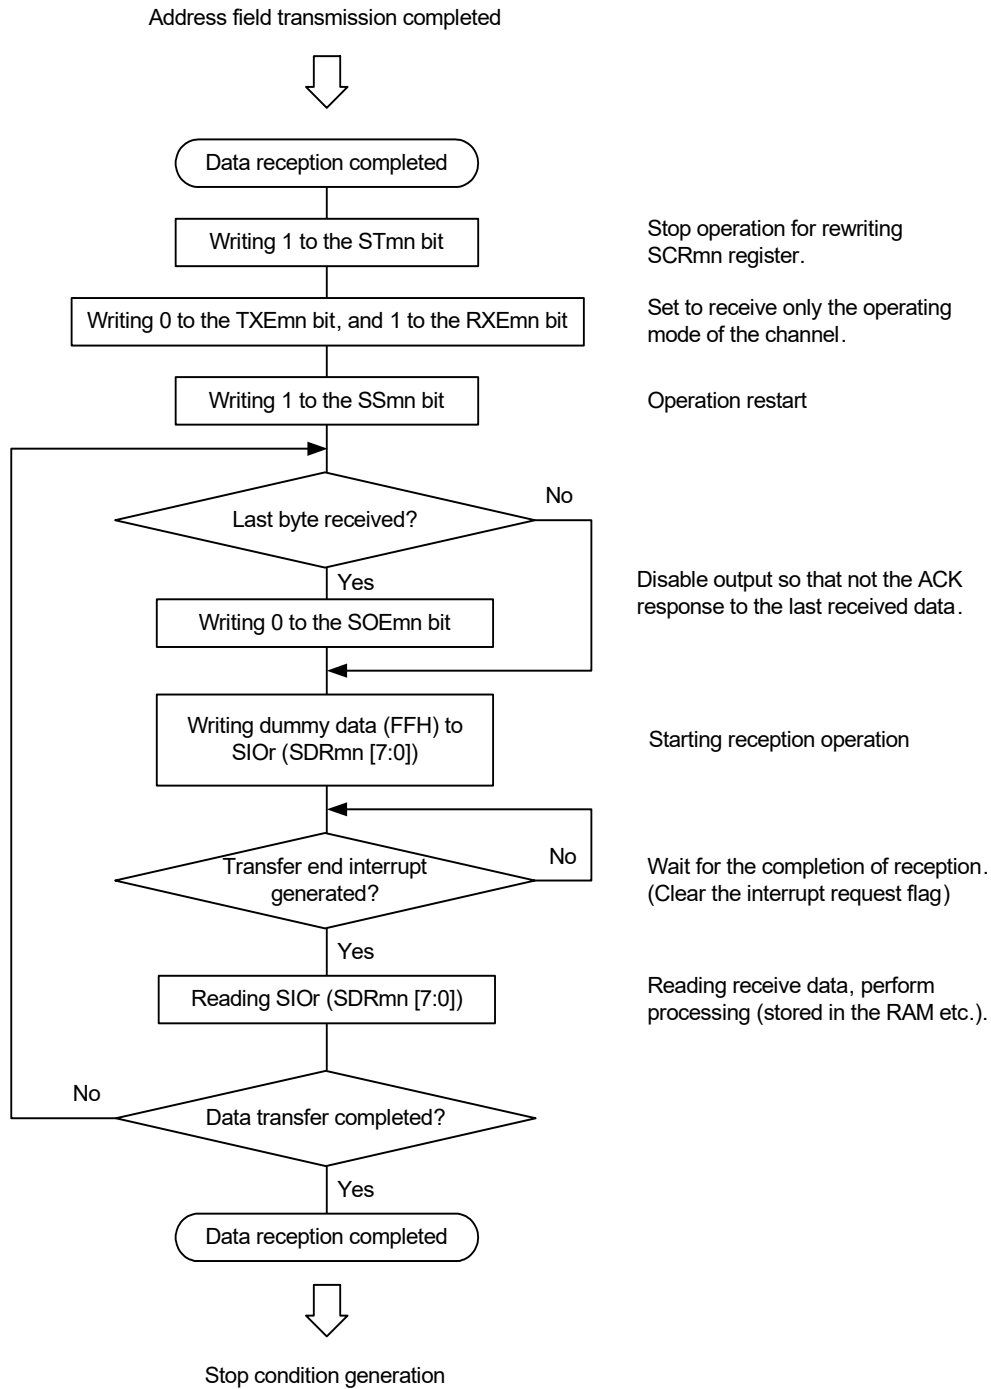 Address field transmission completed
Data reception completed
Writing 1 to the STmn bit
Stop operation for rewriting
SCRmn register.
Writing 0 to the TXEmn bit, and 1 to the RXEmn bit
Set to receive only the operating
mode of the channel.
Writing 1 to the SSmn bit
Operation restart
No
Last byte received?
Yes
Disable output so that not the ACK
response to the last received data.
Writing 0 to the SOEmn bit
Writing dummy data (FFH) to
SIOr (SDRmn [7:0])
Starting reception operation
Transfer end interrupt
generated?
No
Wait for the completion of reception.
(Clear the interrupt request flag)
Yes
Reading SIOr (SDRmn [7:0])
Reading receive data, perform
processing (stored in the RAM etc.).
No
Data transfer completed?
Yes
Data reception completed
Stop condition generation